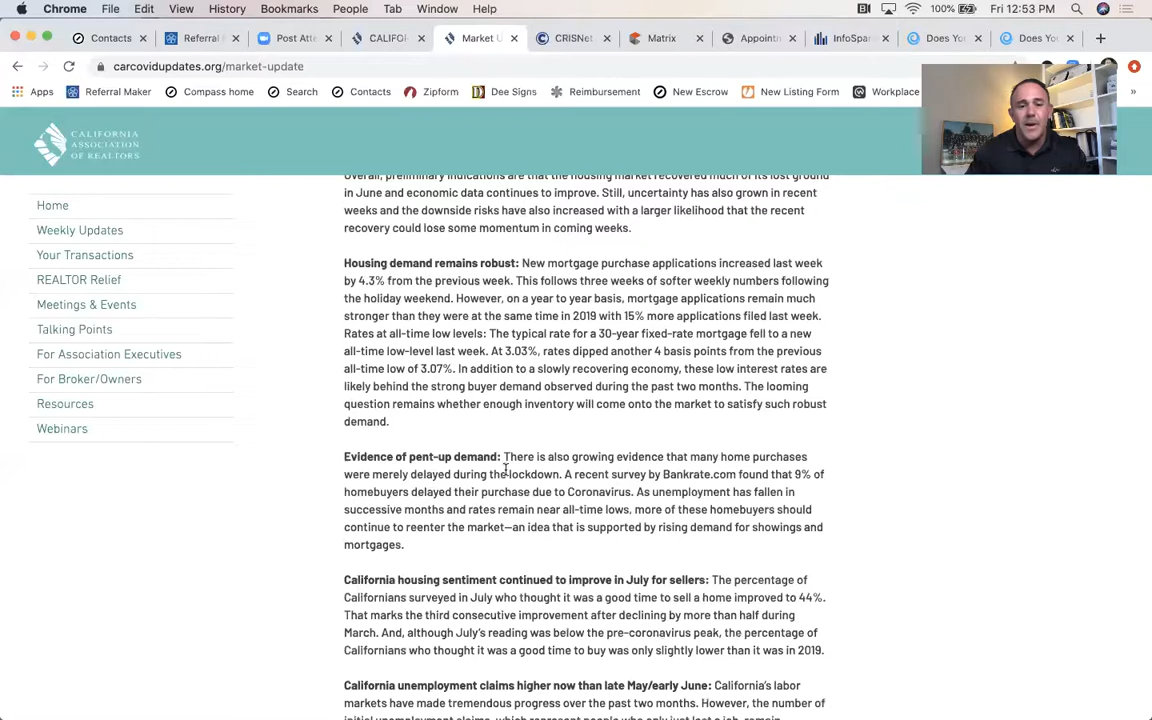 Chrome File Edit View History Bookmarks People Tab Window Help 100% Fri 12:53 PM
Contacts Referral Post Atte CALIFOR Market U CRISNet Matrix Appointm InfoSpar Does You Does You
carcovidupdates.org/market-update
Apps Referral Maker Compass home Search Contacts Zipform Dee Signs Reimbursement New Escrow New Listing Form Workplace »
CALIFORNIA
ASSOCIATION
OF REALTORS
Home
Weekly Updates
Your Transactions
REALTOR Relief
Meetings & Events
Talking Points
For Association Executives
For Broker/Owners
Resources
Webinars
Overall, preliminary indications are that the housing market recovered much of its lost ground
in June and economic data continues to improve. Still, uncertainty has also grown in recent
weeks and the downside risks have also increased with a larger likelihood that the recent
recovery could lose some momentum in coming weeks.
Housing demand remains robust: New mortgage purchase applications increased last week
by 4.3% from the previous week. This follows three weeks of softer weekly numbers following
the holiday weekend. However, on a year to year basis, mortgage applications remain much
stronger than they were at the same time in 2019 with 15% more applications filed last week.
Rates at all-time low levels: The typical rate for a 30-year fixed-rate mortgage fell to a new
all-time low-level last week. At 3.03%, rates dipped another 4 basis points from the previous
all-time low of 3.07%. In addition to a slowly recovering economy, these low interest rates are
likely behind the strong buyer demand observed during the past two months. The looming
question remains whether enough inventory will come onto the market to satisfy such robust
demand.
Evidence of pent-up demand: There is also growing evidence that many home purchases
were merely delayed during the lockdown. A recent survey by Bankrate.com found that 9% of
homebuyers delayed their purchase due to Coronavirus. As unemployment has fallen in
successive months and rates remain near all-time lows, more of these homebuyers should
continue to reenter the market—an idea that is supported by rising demand for showings and
mortgages.
California housing sentiment continued to improve in July for sellers: The percentage of
Californians surveyed in July who thought it was a good time to sell a home improved to 44%.
That marks the third consecutive improvement after declining by more than half during
March. And, although July's reading was below the pre-coronavirus peak, the percentage of
Californians who thought it was a good time to buy was only slightly lower than it was in 2019.
California unemployment claims higher now than late May/early June: California's labor
markets have made tremendous progress over the past two months. However, the number of
initial unemployment claims, which represent people who only just lost a job, remain